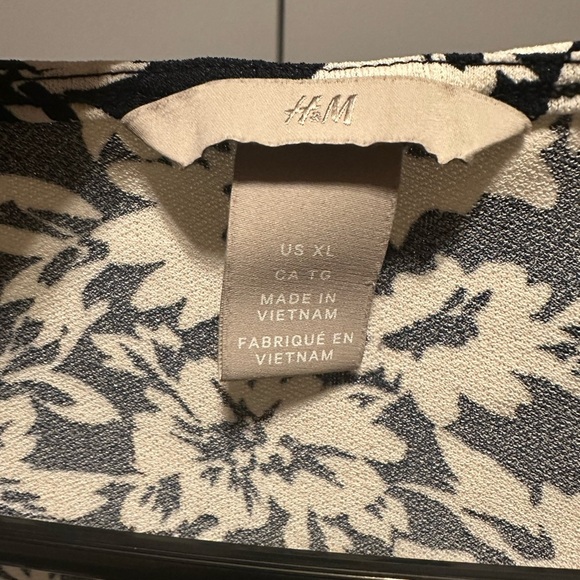 H&M
US XL
CA TG
MADE IN
VIETNAM
FABRIQUÉ EN
VIETNAM